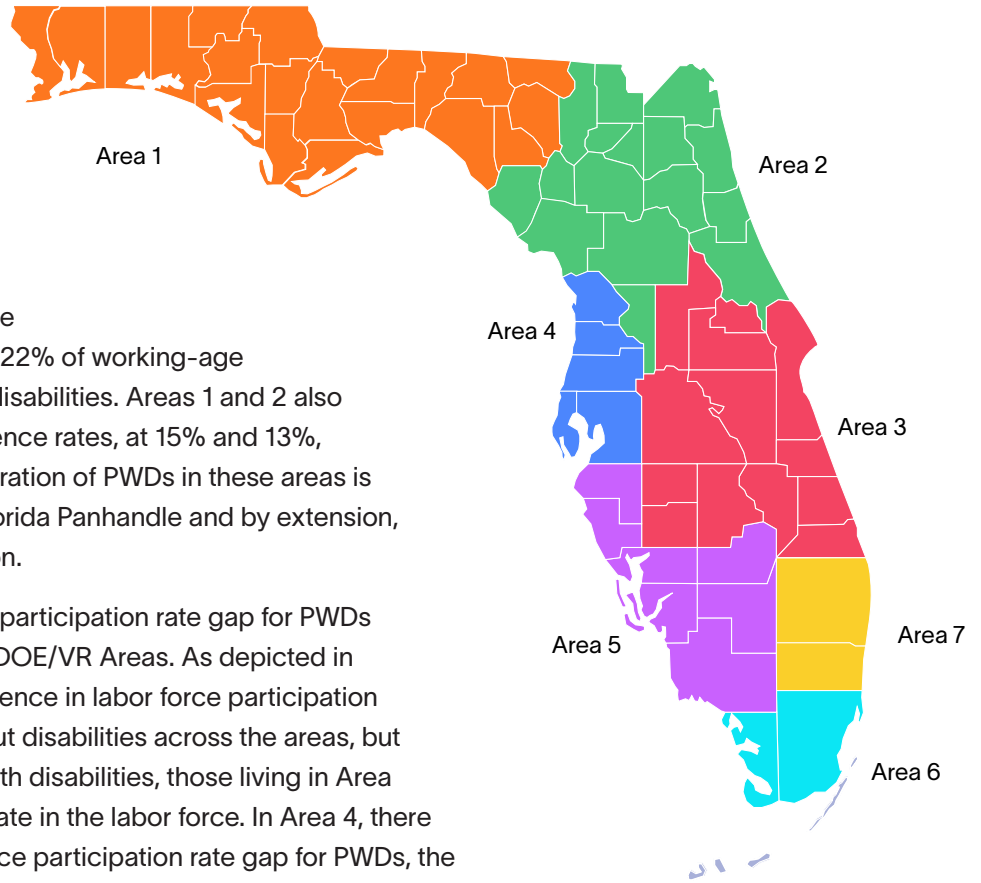 Area 1
Area 2
Area 4
Area 3
Area 5
Area 7
Area 6
e
22% of working-age
disabilities. Areas 1 and 2 also
ence rates, at 15% and 13%,
ration of PWDs in these areas is
orida Panhandle and by extension,
n.
participation rate gap for PWDs
DOE/VR Areas. As depicted in
ence in labor force participation
ut disabilities across the areas, but
th disabilities, those living in Area
ate in the labor force. In Area 4, there
ce participation rate gap for PWDs, the